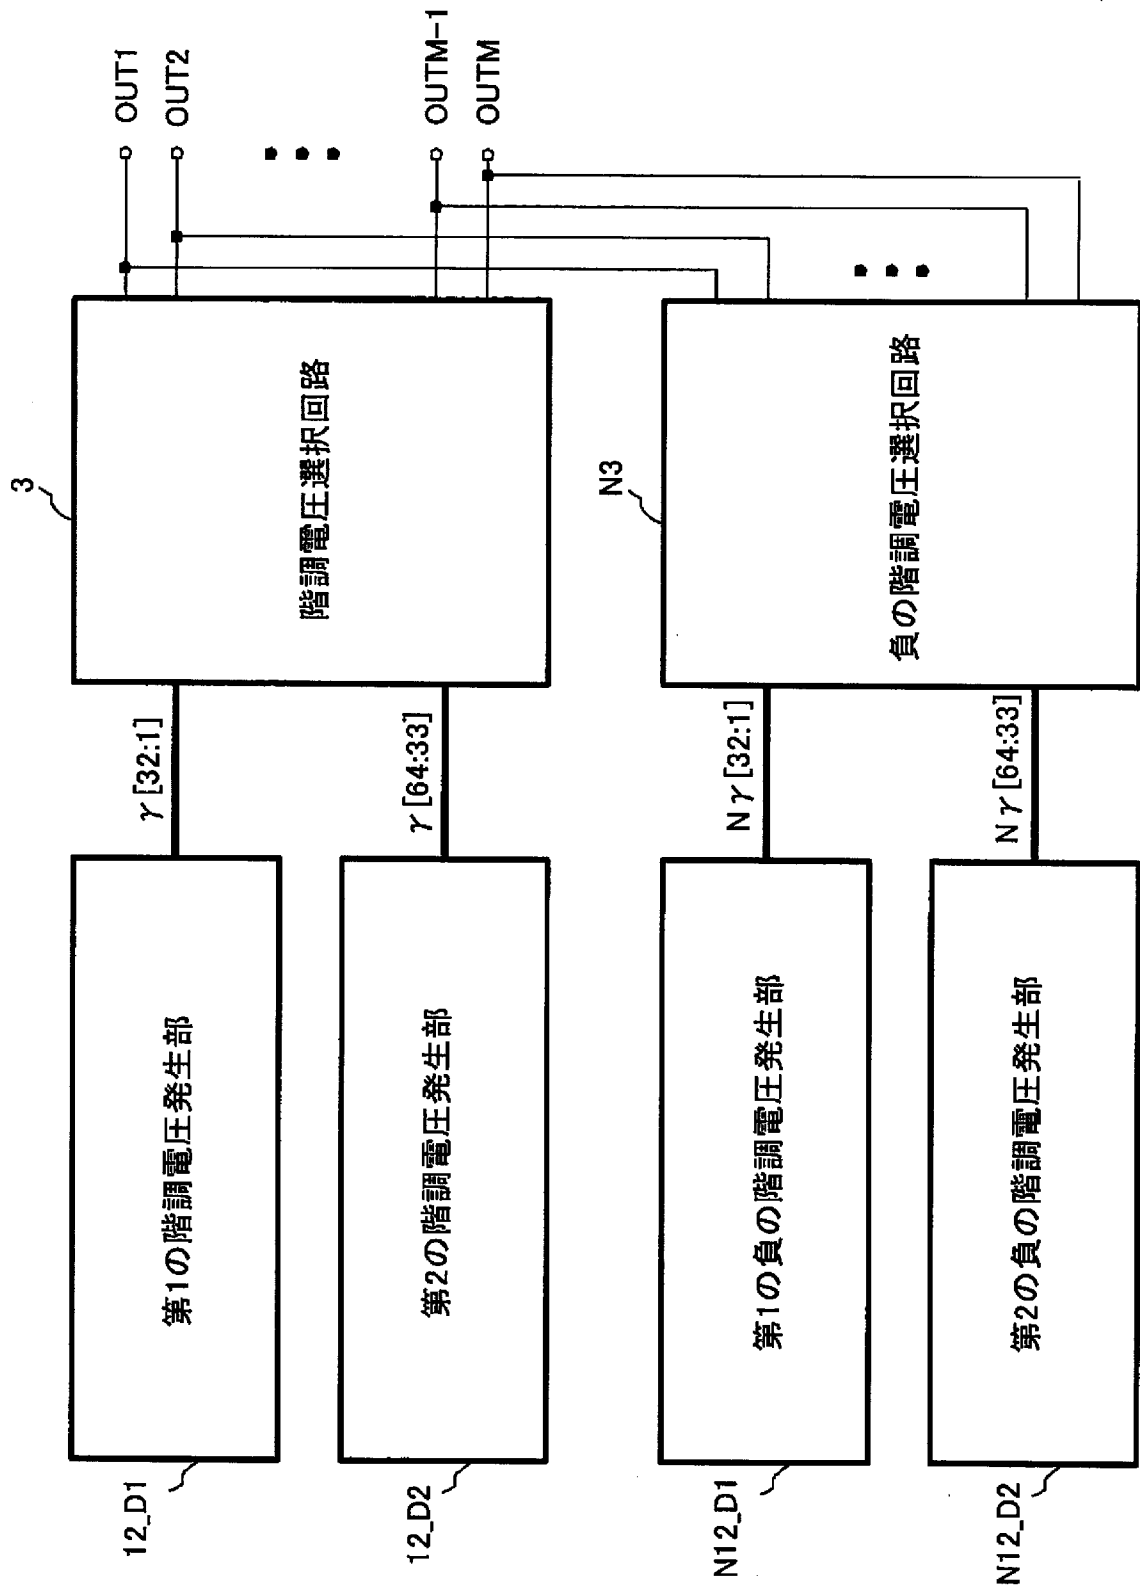 12_D1
第1の階調電圧発生部
γ[32:1]
12_D2
第2の階調電圧発生部
γ[64:33]
3
階調電圧選択回路
OUT1
OUT2
OUTM-1
OUTM
N12_D1
第1の負の階調電圧発生部
Nγ[32:1]
N12_D2
第2の負の階調電圧発生部
Nγ[64:33]
N3
負の階調電圧選択回路